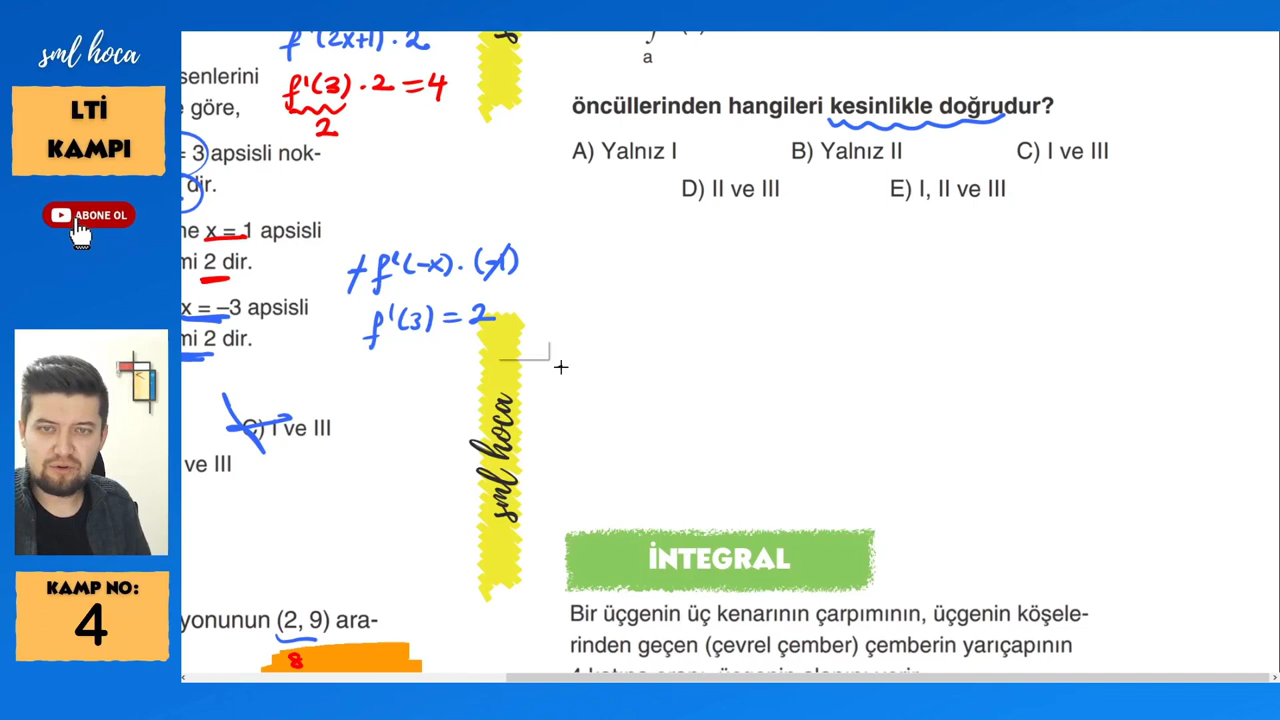 sml hoca
LTİ
KAMPI
ABONE OL
KAMP NO:
4
f'(2x+1) . 2
f'(3) . 2 = 4
2
senlerini
göre,
= 3 apsisli nok-
dir.
ne x = 1 apsisli
mi 2 dir.
x = –3 apsisli
mi 2 dir.
f'(-x) . (-1)
f'(3) = 2
C) I ve III
ve III
yonunun (2, 9) ara-
8
sml hoca
a
öncüllerinden hangileri kesinlikle doğrudur?
A) Yalnız I B) Yalnız II C) I ve III
D) II ve III E) I, II ve III
İNTEGRAL
Bir üçgenin üç kenarının çarpımının, üçgenin köşele-
rinden geçen (çevrel çember) çemberin yarıçapının